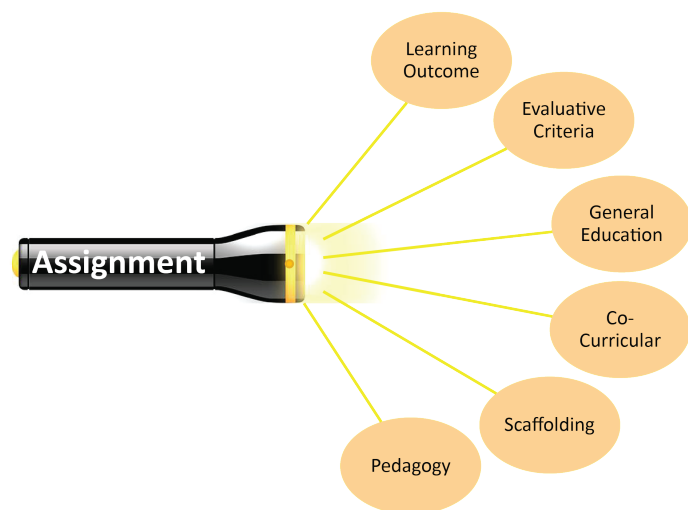 Learning
Outcome
Evaluative
Criteria
General
Education
Assignment
Co-
Curricular
Scaffolding
Pedagogy